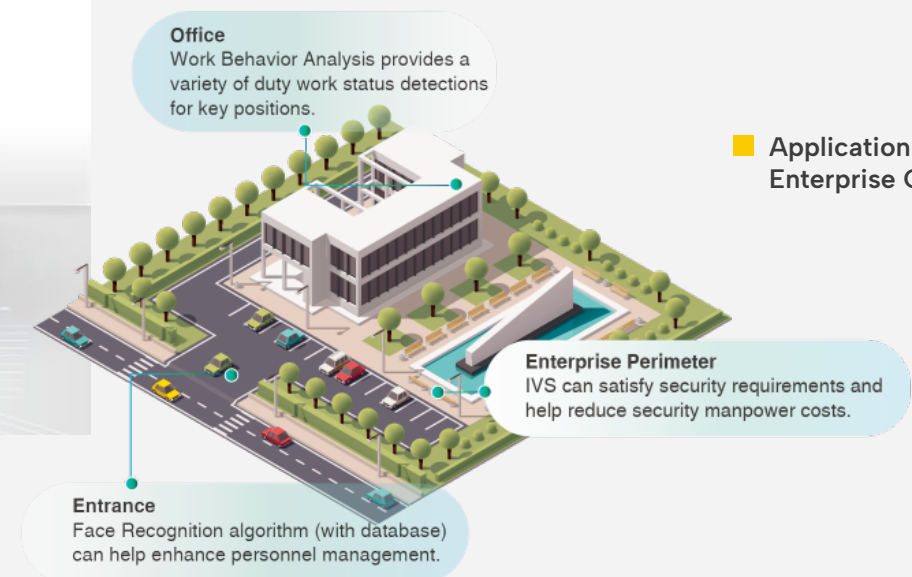 Office
Work Behavior Analysis provides a
variety of duty work status detections
for key positions.
Application
Enterprise
Enterprise Perimeter
IVS can satisfy security requirements and
help reduce security manpower costs.
Entrance
Face Recognition algorithm (with database)
can help enhance personnel management.